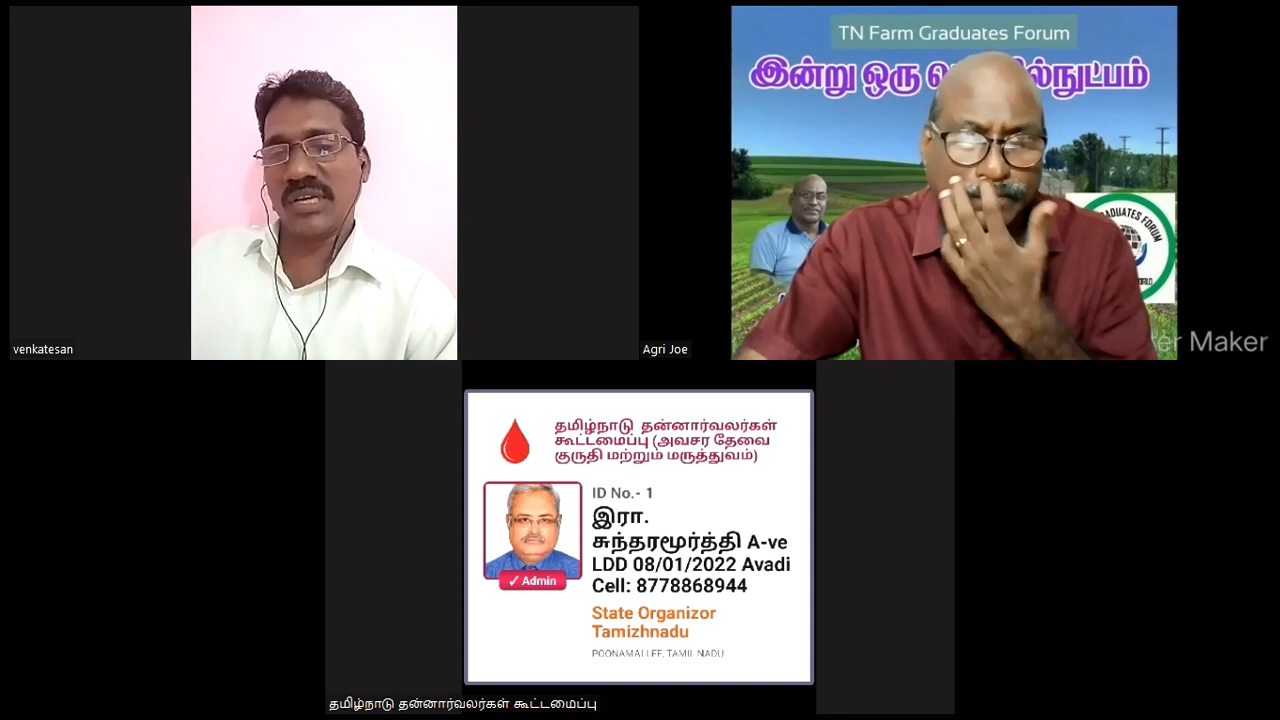 TN Farm Graduates Forum
இன்று ஒரு
venkatesan
Agri Joe
Maker
GRADUATES FORUM
தமிழ்நாடு தன்னார்வலர்கள்
கூட்டமைப்பு (அவசர தேவை
குருதி மற்றும் மருத்துவம்)
ID No.- 1
இரா.
சுந்தரமூர்த்தி A-ve
LDD 08/01/2022 Avadi
Cell: 8778868944
✓ Admin
State Organizor
Tamizhnadu
POONAMALLEE, TAMIL NADU
தமிழ்நாடு தன்னார்வலர்கள் கூட்டமைப்பு